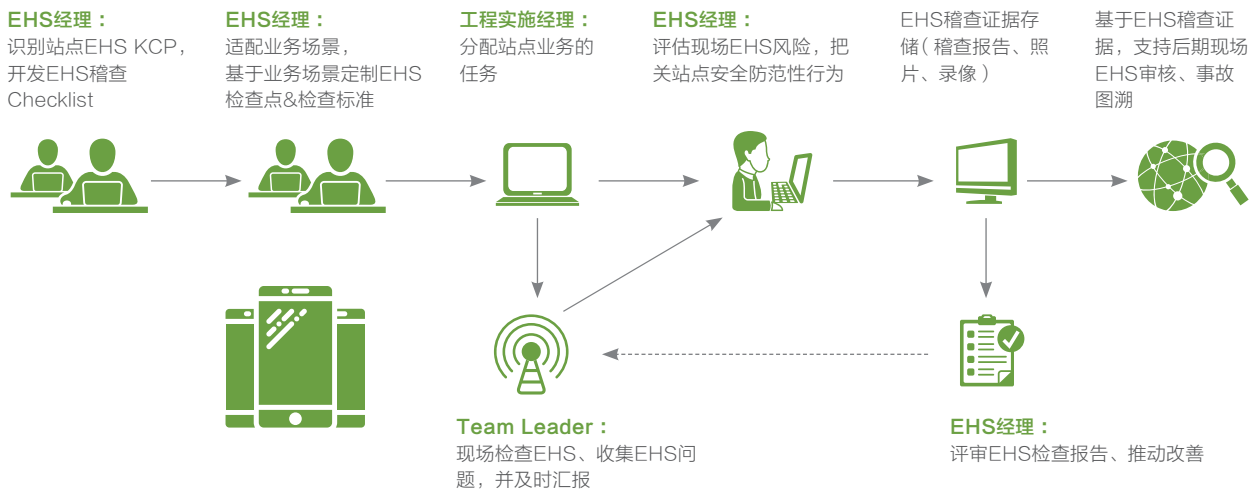 EHS经理：
识别站点EHS KCP，
开发EHS稽查
Checklist
EHS经理：
适配业务场景，
基于业务场景定制EHS
检查点&检查标准
工程实施经理：
分配站点业务的
任务
EHS经理：
评估现场EHS风险，把
关站点安全防范性行为
EHS稽查证据存
储（稽查报告、照
片、录像）
基于EHS稽查证
据，支持后期现场
EHS审核、事故
图溯
Team Leader：
现场检查EHS、收集EHS问
题，并及时汇报
EHS经理：
评审EHS检查报告、推动改善